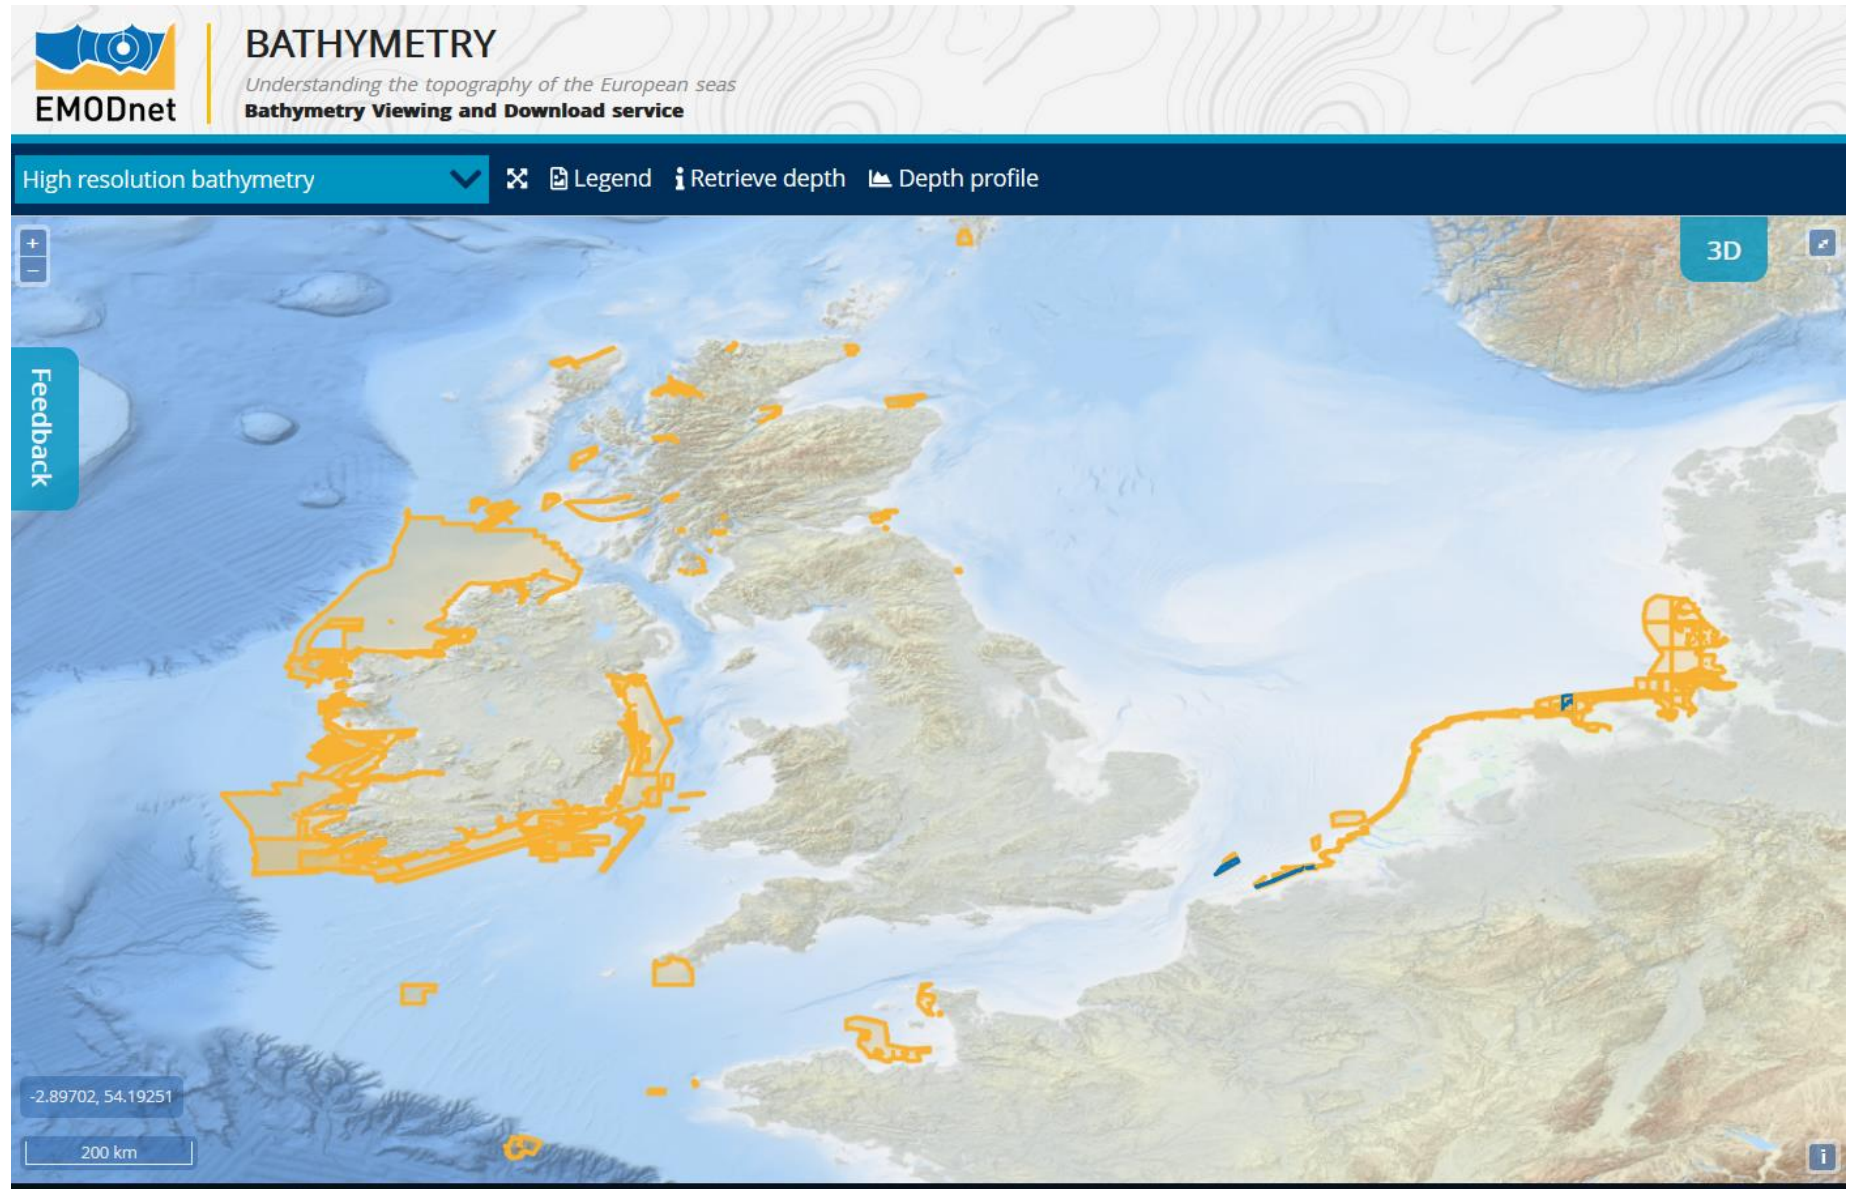 EMODnet
BATHYMETRY
Understanding the topography of the European seas
Bathymetry Viewing and Download service
High resolution bathymetry
Legend
Retrieve depth
Depth profile
+
−
3D
Feedback
-2.89702, 54.19251
200 km
i